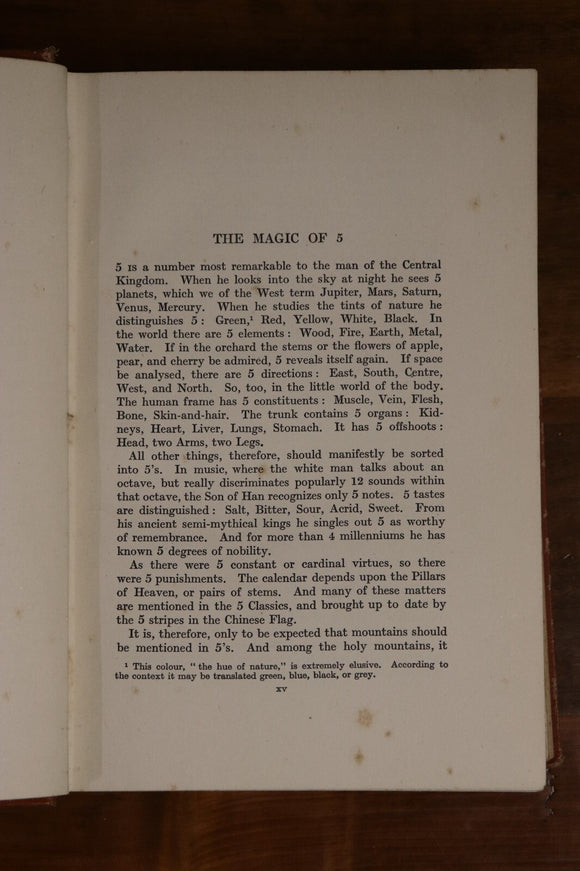 THE MAGIC OF 5
5 IS a number most remarkable to the man of the Central
Kingdom. When he looks into the sky at night he sees 5
planets, which we of the West term Jupiter, Mars, Saturn,
Venus, Mercury. When he studies the tints of nature he
distinguishes 5 : Green,¹ Red, Yellow, White, Black. In
the world there are 5 elements : Wood, Fire, Earth, Metal,
Water. If in the orchard the stems or the flowers of apple,
pear, and cherry be admired, 5 reveals itself again. If space
be analysed, there are 5 directions : East, South, Centre,
West, and North. So, too, in the little world of the body.
The human frame has 5 constituents : Muscle, Vein, Flesh,
Bone, Skin-and-hair. The trunk contains 5 organs : Kid-
neys, Heart, Liver, Lungs, Stomach. It has 5 offshoots :
Head, two Arms, two Legs.
All other things, therefore, should manifestly be sorted
into 5's. In music, where the white man talks about an
octave, but really discriminates popularly 12 sounds within
that octave, the Son of Han recognizes only 5 notes. 5 tastes
are distinguished : Salt, Bitter, Sour, Acrid, Sweet. From
his ancient semi-mythical kings he singles out 5 as worthy
of remembrance. And for more than 4 millenniums he has
known 5 degrees of nobility.
As there were 5 constant or cardinal virtues, so there
were 5 punishments. The calendar depends upon the Pillars
of Heaven, or pairs of stems. And many of these matters
are mentioned in the 5 Classics, and brought up to date by
the 5 stripes in the Chinese Flag.
It is, therefore, only to be expected that mountains should
be mentioned in 5's. And among the holy mountains, it
¹ This colour, " the hue of nature," is extremely elusive. According to
the context it may be translated green, blue, black, or grey.
xv